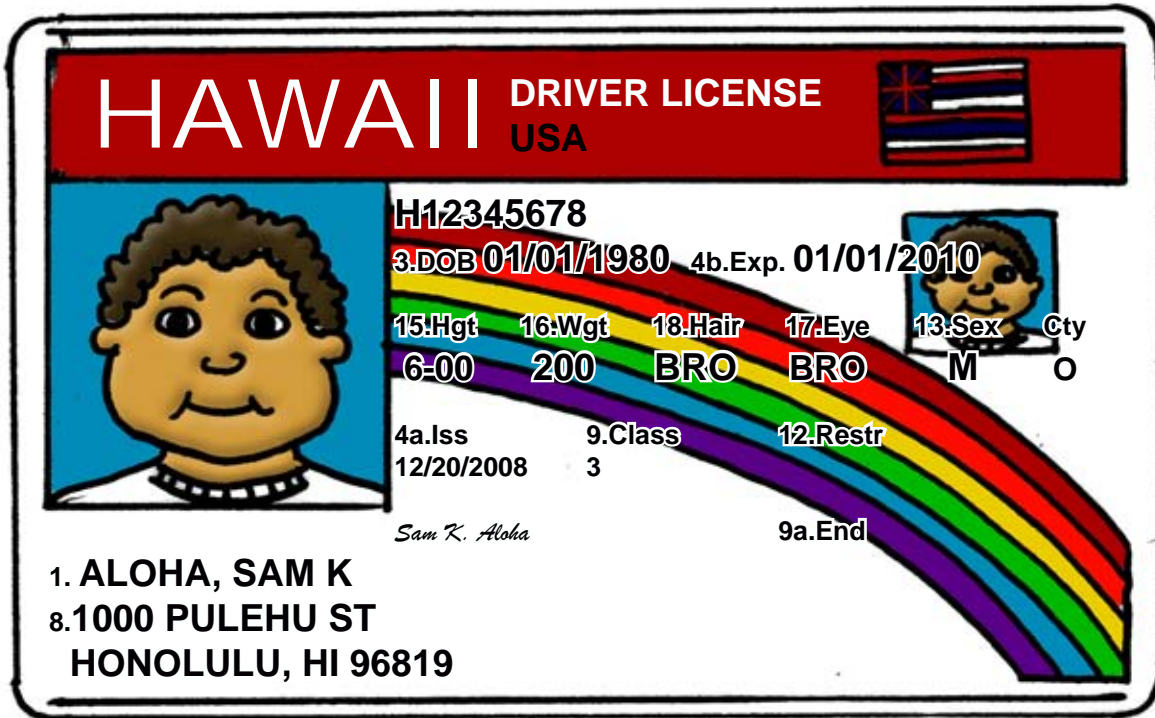 HAWAII DRIVER LICENSE
USA
H12345678
3.DOB 01/01/1980 4b.Exp. 01/01/2010
15.Hgt 16.Wgt 18.Hair 17.Eye 13.Sex Cty
6-00 200 BRO BRO M O
4a.Iss 9.Class 12.Restr
12/20/2008 3
Sam K. Aloha 9a.End
1. ALOHA, SAM K
8.1000 PULEHU ST
HONOLULU, HI 96819